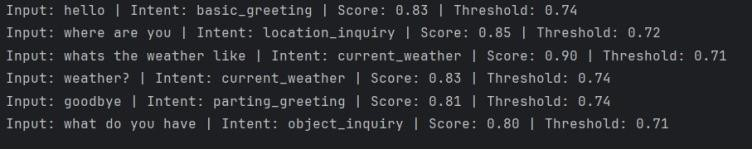 Input: hello | Intent: basic_greeting | Score: 0.83 | Threshold: 0.74
Input: where are you | Intent: location_inquiry | Score: 0.85 | Threshold: 0.72
Input: whats the weather like | Intent: current_weather | Score: 0.90 | Threshold: 0.71
Input: weather? | Intent: current_weather | Score: 0.83 | Threshold: 0.74
Input: goodbye | Intent: parting_greeting | Score: 0.81 | Threshold: 0.74
Input: what do you have | Intent: object_inquiry | Score: 0.80 | Threshold: 0.71